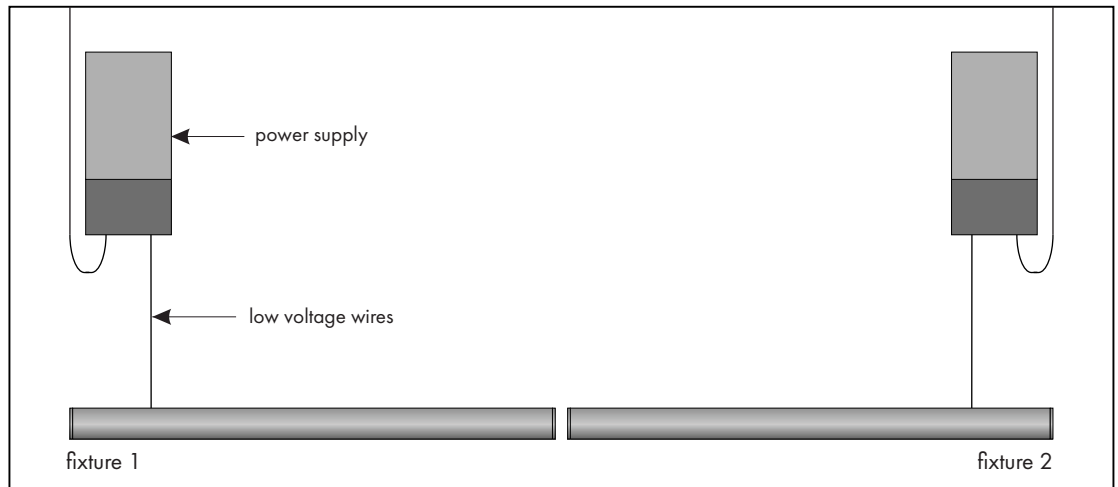 power supply
low voltage wires
fixture 1
fixture 2